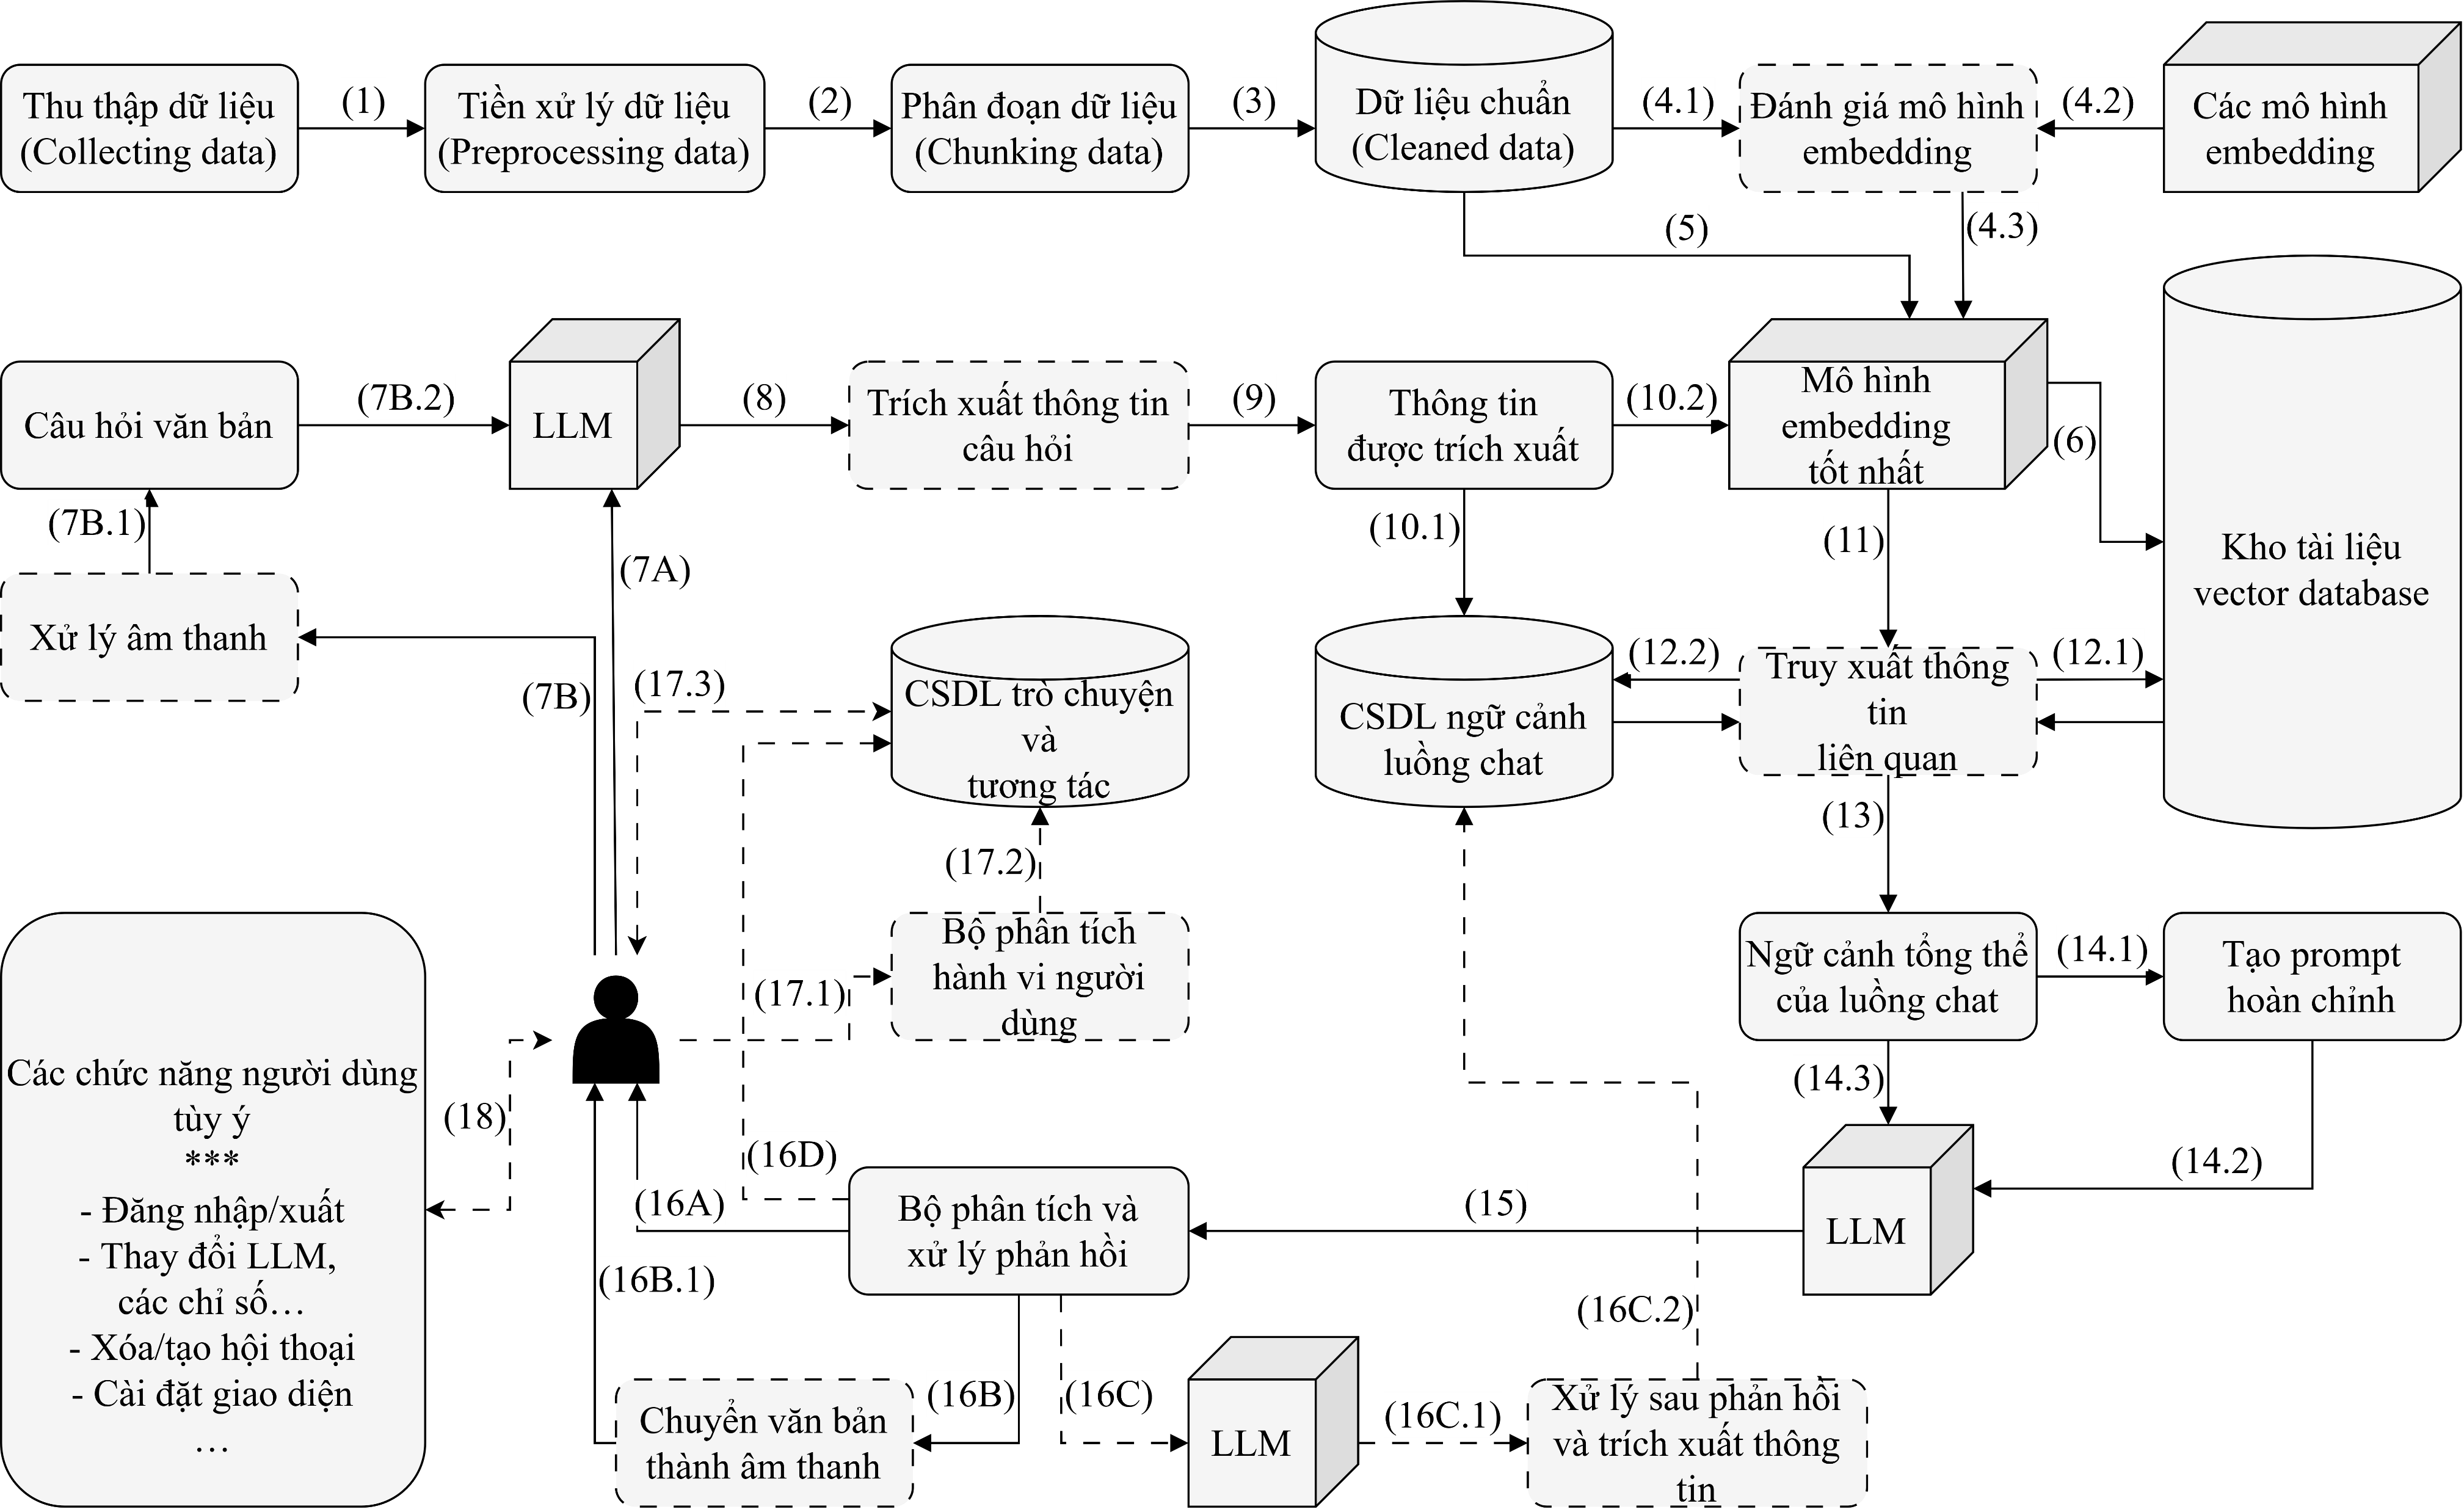 Thu thập dữ liệu
(Collecting data)
(1)
Tiền xử lý dữ liệu
(Preprocessing data)
(2)
Phân đoạn dữ liệu
(Chunking data)
(3)
Dữ liệu chuẩn
(Cleaned data)
(4.1)
Đánh giá mô hình
embedding
(4.2)
Các mô hình
embedding
(5)
(4.3)
Câu hỏi văn bản
(7B.2)
LLM
(8)
Trích xuất thông tin
câu hỏi
(9)
Thông tin
được trích xuất
(10.2)
Mô hình
embedding
tốt nhất
(6)
Kho tài liệu
vector database
(7B.1)
(7A)
(10.1)
(11)
Xử lý âm thanh
(7B)
(17.3)
CSDL trò chuyện
và
tương tác
CSDL ngữ cảnh
luồng chat
(12.2)
Truy xuất thông
tin
liên quan
(12.1)
(17.2)
(13)
Các chức năng người dùng
tùy ý
***
- Đăng nhập/xuất
- Thay đổi LLM,
các chỉ số…
- Xóa/tạo hội thoại
- Cài đặt giao diện
…
(18)
(17.1)
Bộ phân tích
hành vi người
dùng
Ngữ cảnh tổng thể
của luồng chat
(14.1)
Tạo prompt
hoàn chỉnh
(14.3)
(14.2)
(16D)
(16A)
Bộ phân tích và
xử lý phản hồi
(15)
LLM
(16B.1)
(16C.2)
Chuyển văn bản
thành âm thanh
(16B)
(16C)
LLM
(16C.1)
Xử lý sau phản hồi
và trích xuất thông
tin